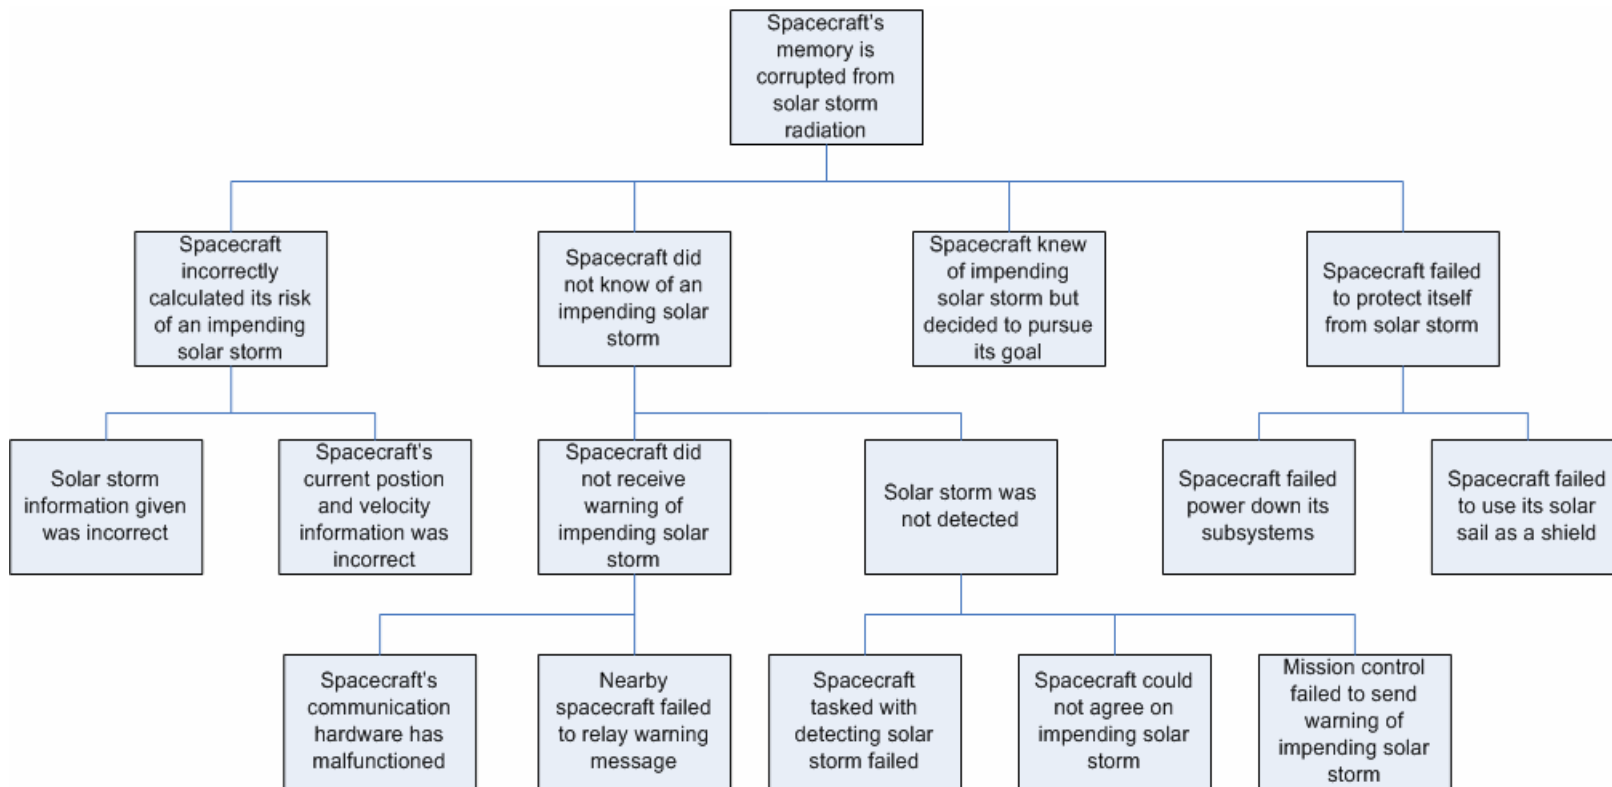 Spacecraft's
memory is
corrupted from
solar storm
radiation
Spacecraft
incorrectly
calculated its risk
of an impending
solar storm
Spacecraft did
not know of an
impending solar
storm
Spacecraft knew
of impending
solar storm but
decided to pursue
its goal
Spacecraft failed
to protect itself
from solar storm
Solar storm
information given
was incorrect
Spacecraft's
current postion
and velocity
information was
incorrect
Spacecraft did
not receive
warning of
impending solar
storm
Solar storm was
not detected
Spacecraft failed
power down its
subsystems
Spacecraft failed
to use its solar
sail as a shield
Spacecraft's
communication
hardware has
malfunctioned
Nearby
spacecraft failed
to relay warning
message
Spacecraft
tasked with
detecting solar
storm failed
Spacecraft could
not agree on
impending solar
storm
Mission control
failed to send
warning of
impending solar
storm